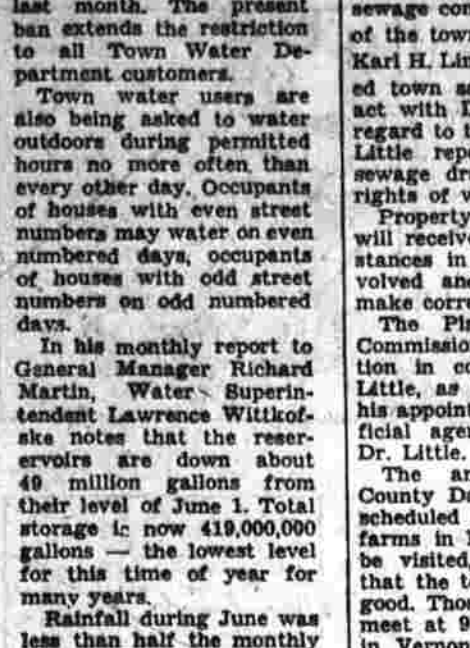 last month. The present
ban extends the restriction
to all Town Water De-
partment customers.
Town water users are
also being asked to water
outdoors during permitted
hours no more often than
every other day. Occupants
of houses with even street
numbers may water on even
numbered days, occupants
of houses with odd street
numbers on odd numbered
days.
In his monthly report to
General Manager Richard
Martin, Water Superin-
tendent Lawrence Wittkof-
ske notes that the reser-
ervoirs are down about
49 million gallons from
their level of June 1. Total
storage is now 419,000,000
gallons — the lowest level
for this time of year for
many years.
Rainfall during June was
less than half the monthly
sewage con
of the town
Karl H. Lin
ed town se
act with
regard to
Little repo
sewage dr
rights of
Property
will receive
stances in
volved and
make corr
The Pl
Commission
tion in co
Little, as
his appoin
ficial agen
Dr. Little.
The an
County D
scheduled
farms in
be visited,
that the t
good. Tho
meet at 9
in Vernon